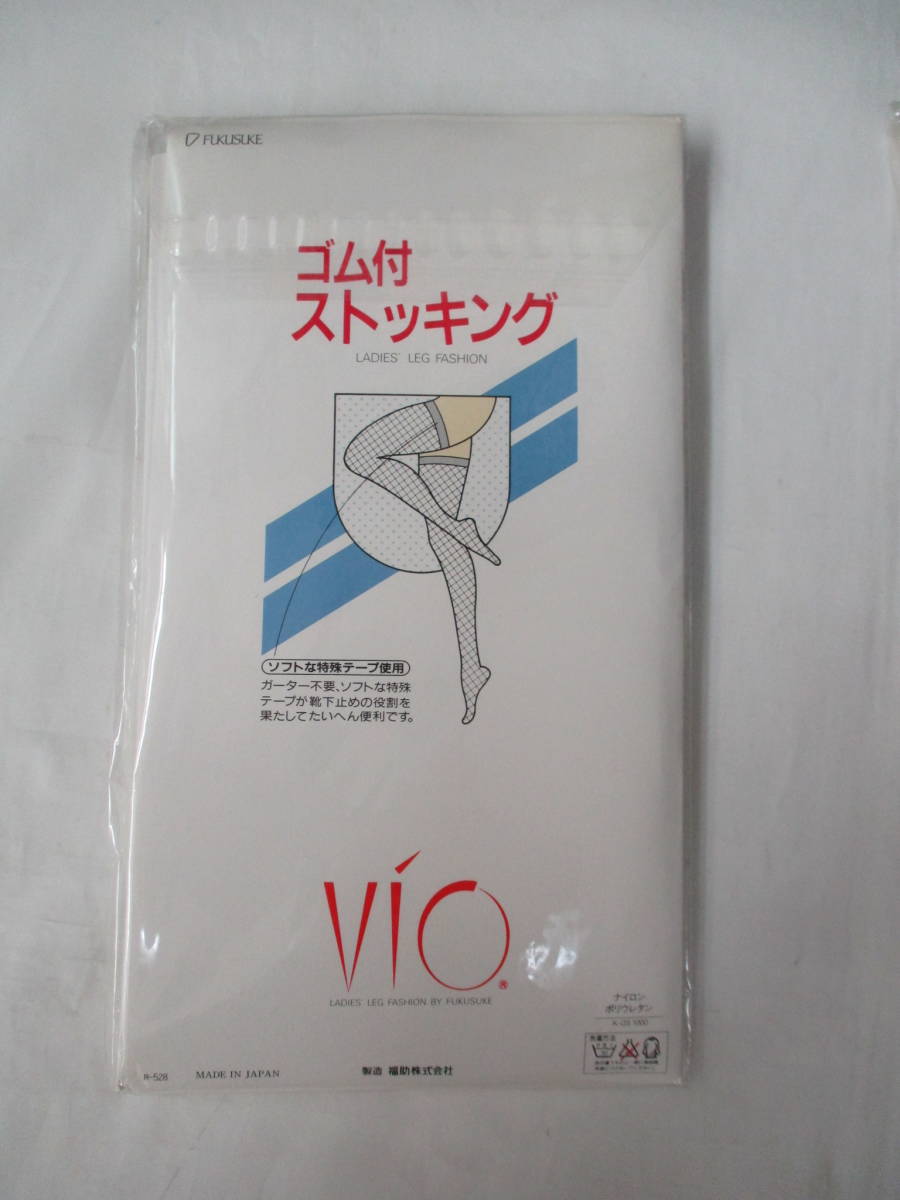 FUKUSUKE
ゴム付
ストッキング
LADIES' LEG FASHION
ソフトな特殊テープ使用
ガーター不要、ソフトな特殊
テープが靴下止めの役割を
果たしてたいへん便利です。
VíO®
LADIES' LEG FASHION BY FUKUSUKE
ナイロン
ポリウレタン
R-528
MADE IN JAPAN
製造 福助株式会社